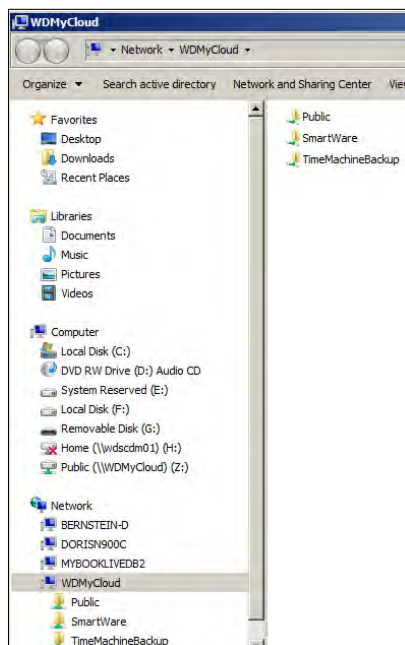 WDMyCloud
Network WDMyCloud
Organize Search active directory Network and Sharing Center
Favorites
Desktop
Downloads
Recent Places
Libraries
Documents
Music
Pictures
Videos
Computer
Local Disk (C:)
DVD RW Drive (D:) Audio CD
System Reserved (E:)
Local Disk (F:)
Removable Disk (G:)
Home (\\wdscdm01) (H:)
Public (\\WDMyCloud) (Z:)
Network
BERNSTEIN-D
DORISN900C
MYBOOKLIVEDB2
WDMyCloud
Public
SmartWare
TimeMachineBackup
Public
SmartWare
TimeMachineBackup